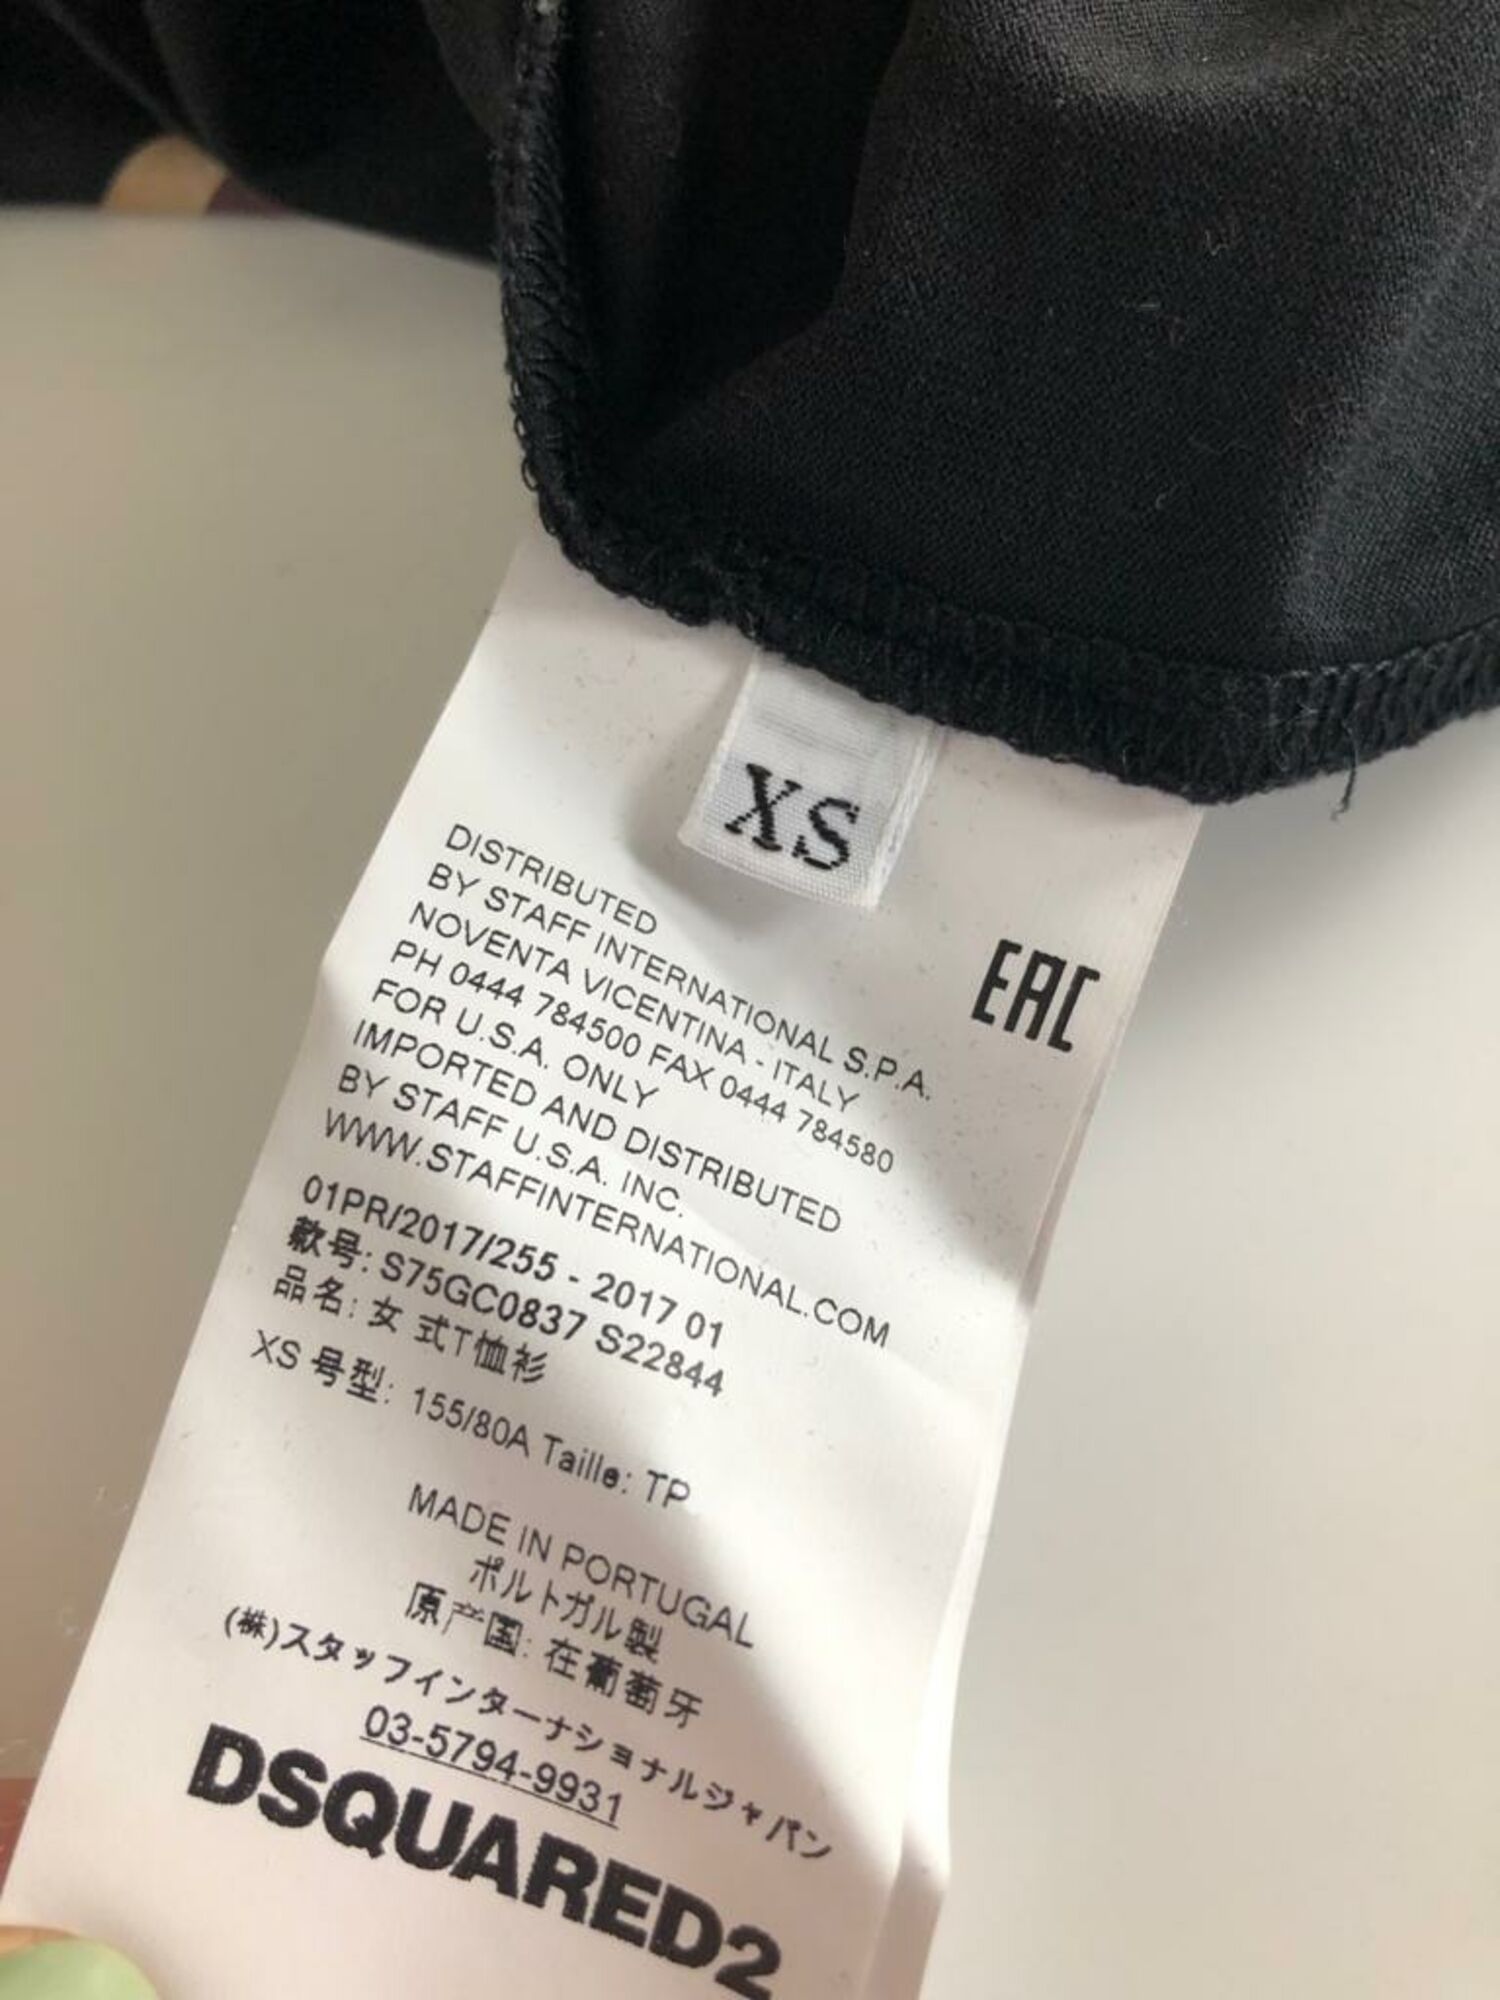 XS
EAC
DISTRIBUTED
BY STAFF INTERNATIONAL S.P.A.
NOVENTA VICENTINA - ITALY
PH 0444 784500 FAX 0444 784580
FOR U.S.A. ONLY
IMPORTED AND DISTRIBUTED
BY STAFF U.S.A. INC.
WWW.STAFFINTERNATIONAL.COM
01PR/2017/255 - 2017 01
款号: S75GC0837 S22844
品名: 女 式T恤衫
XS 号型: 155/80A Taille: TP
MADE IN PORTUGAL
ポルトガル製
原产国: 在葡萄牙
(株)スタッフインターナショナルジャパン
03-5794-9931
DSQUARED2